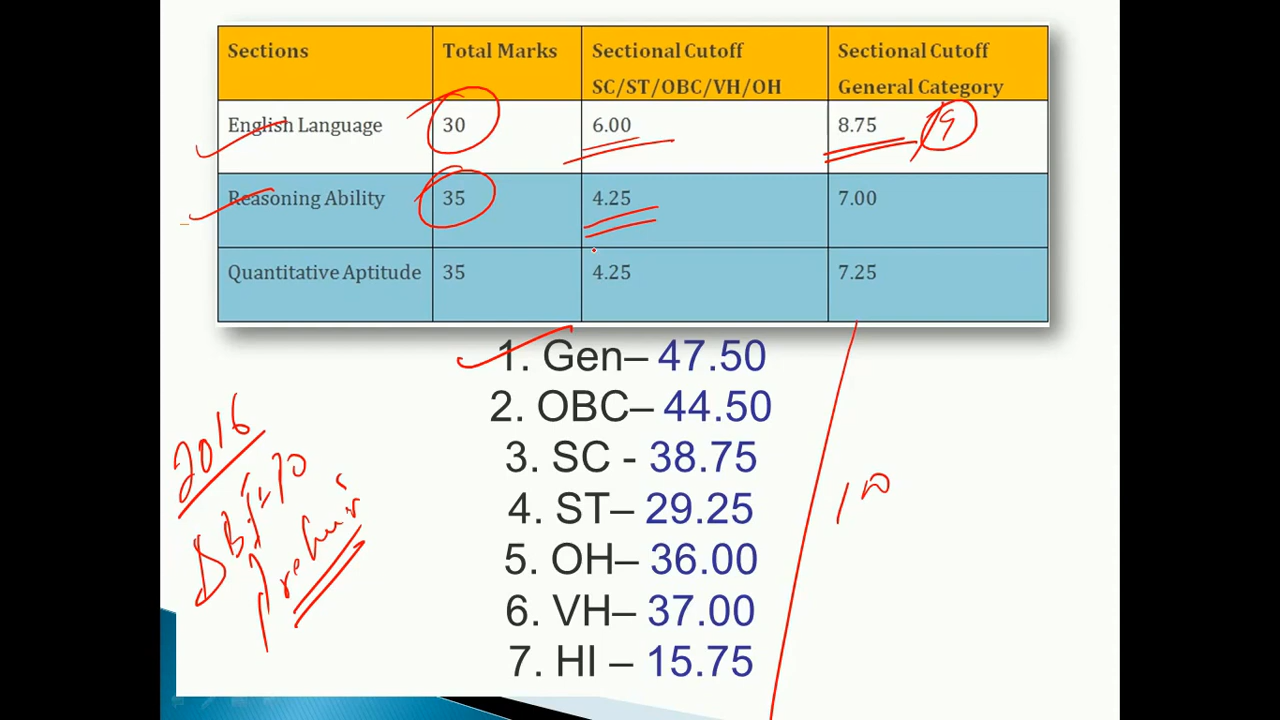 Sections Total Marks Sectional Cutoff SC/ST/OBC/VH/OH Sectional Cutoff General Category
English Language 30 6.00 8.75 9
Reasoning Ability 35 4.25 7.00
Quantitative Aptitude 35 4.25 7.25
1. Gen– 47.50
2. OBC– 44.50
3. SC - 38.75
4. ST– 29.25
5. OH– 36.00
6. VH– 37.00
7. HI – 15.75
2016